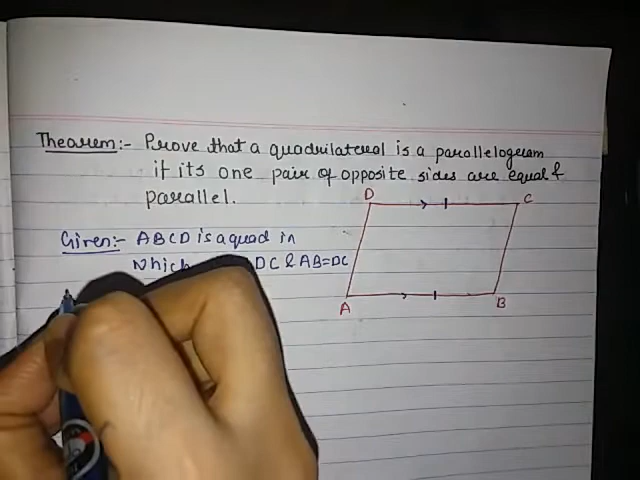 Theorem:- Prove that a quadrilateral is a parallelogram
if its one pair of opposite sides are equal &
parallel.
D C
Given:- ABCD is a quad in
which DC & AB=DC
A B